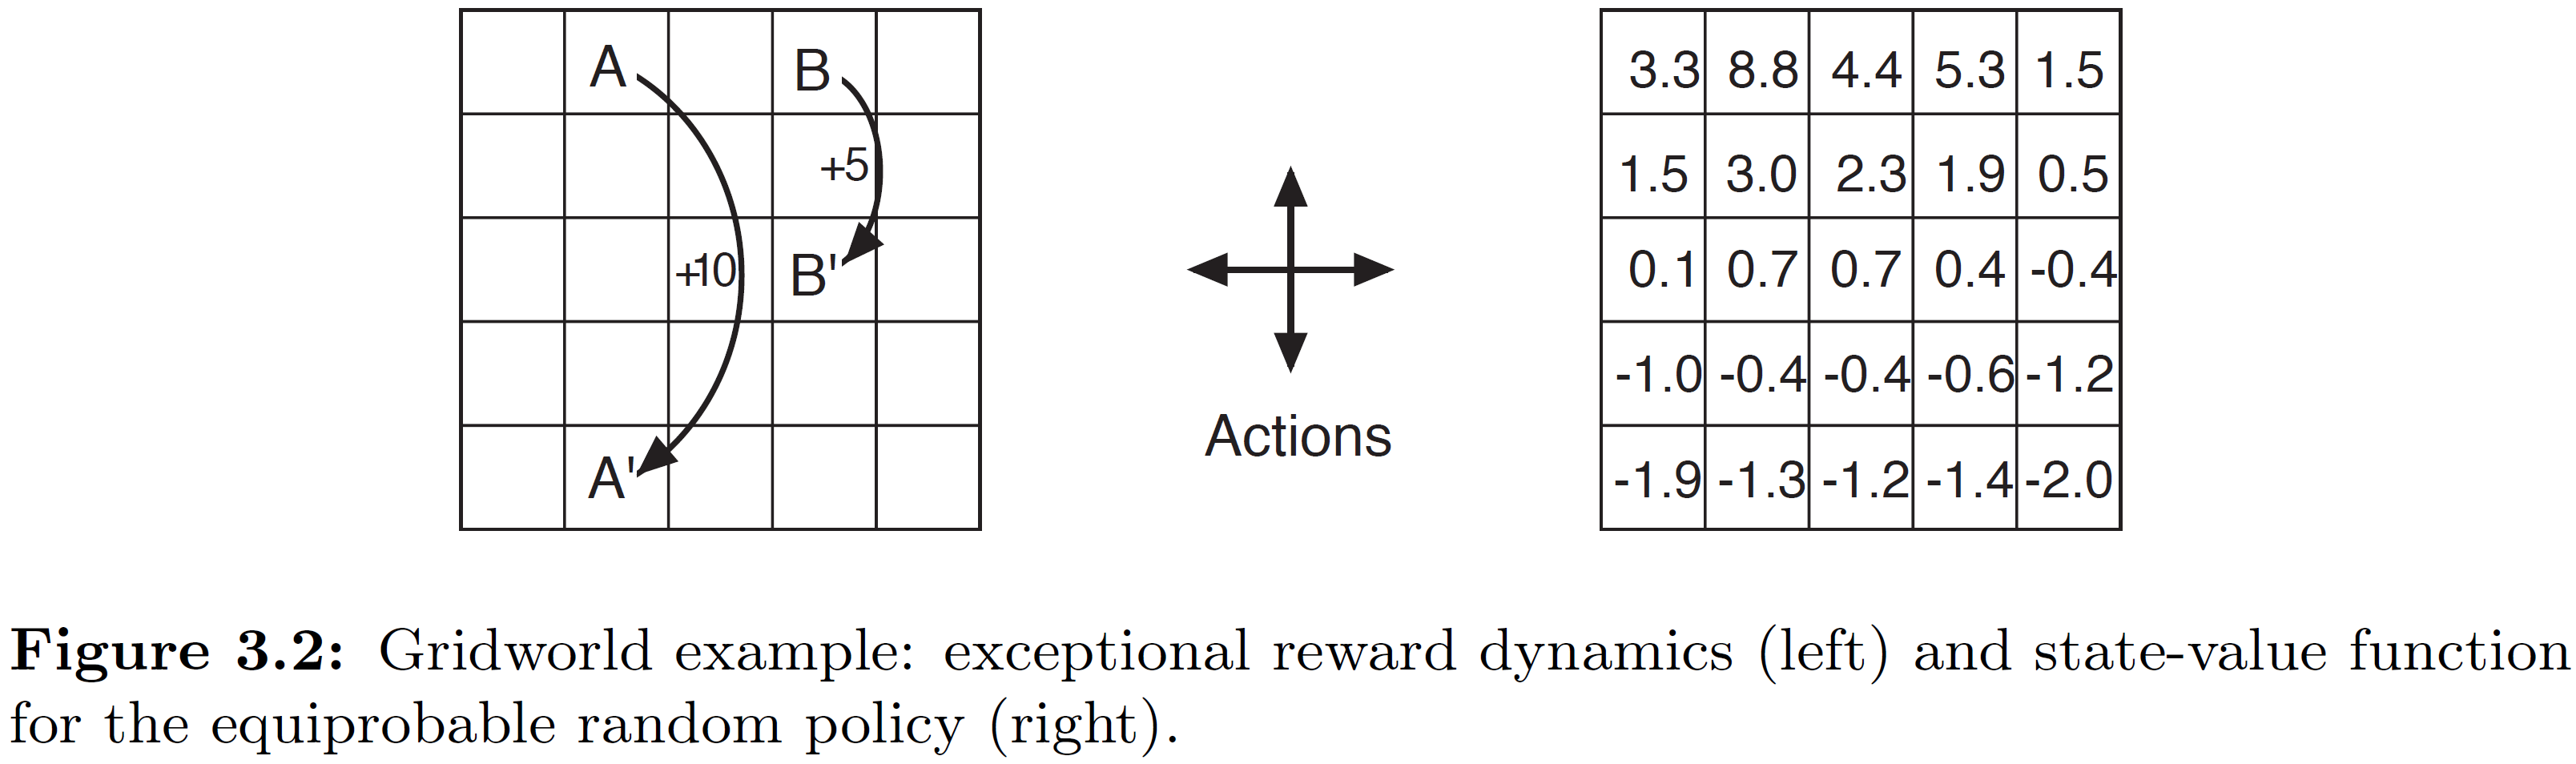 A B
+5
+10 B'
A'
Actions
3.3 8.8 4.4 5.3 1.5
1.5 3.0 2.3 1.9 0.5
0.1 0.7 0.7 0.4 -0.4
-1.0 -0.4 -0.4 -0.6 -1.2
-1.9 -1.3 -1.2 -1.4 -2.0
Figure 3.2: Gridworld example: exceptional reward dynamics (left) and state-value function
for the equiprobable random policy (right).